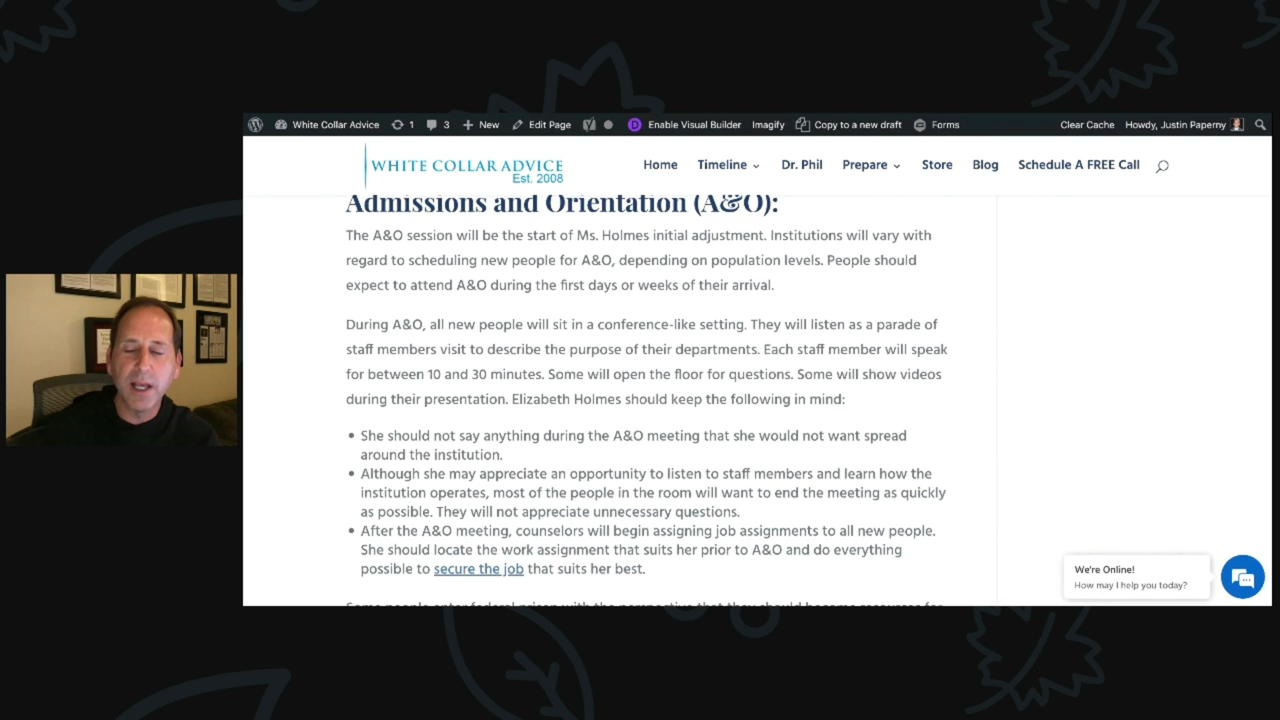 White Collar Advice 1 3 New Edit Page Enable Visual Builder Imagify Copy to a new draft Forms Clear Cache Howdy, Justin Paperny
WHITE COLLAR ADVICE
Est. 2008
Home Timeline Dr. Phil Prepare Store Blog Schedule A FREE Call
Admissions and Orientation (A&O):
The A&O session will be the start of Ms. Holmes initial adjustment. Institutions will vary with
regard to scheduling new people for A&O, depending on population levels. People should
expect to attend A&O during the first days or weeks of their arrival.
During A&O, all new people will sit in a conference-like setting. They will listen as a parade of
staff members visit to describe the purpose of their departments. Each staff member will speak
for between 10 and 30 minutes. Some will open the floor for questions. Some will show videos
during their presentation. Elizabeth Holmes should keep the following in mind:
• She should not say anything during the A&O meeting that she would not want spread
around the institution.
• Although she may appreciate an opportunity to listen to staff members and learn how the
institution operates, most of the people in the room will want to end the meeting as quickly
as possible. They will not appreciate unnecessary questions.
• After the A&O meeting, counselors will begin assigning job assignments to all new people.
She should locate the work assignment that suits her prior to A&O and do everything
possible to secure the job that suits her best.
We're Online!
How may I help you today?